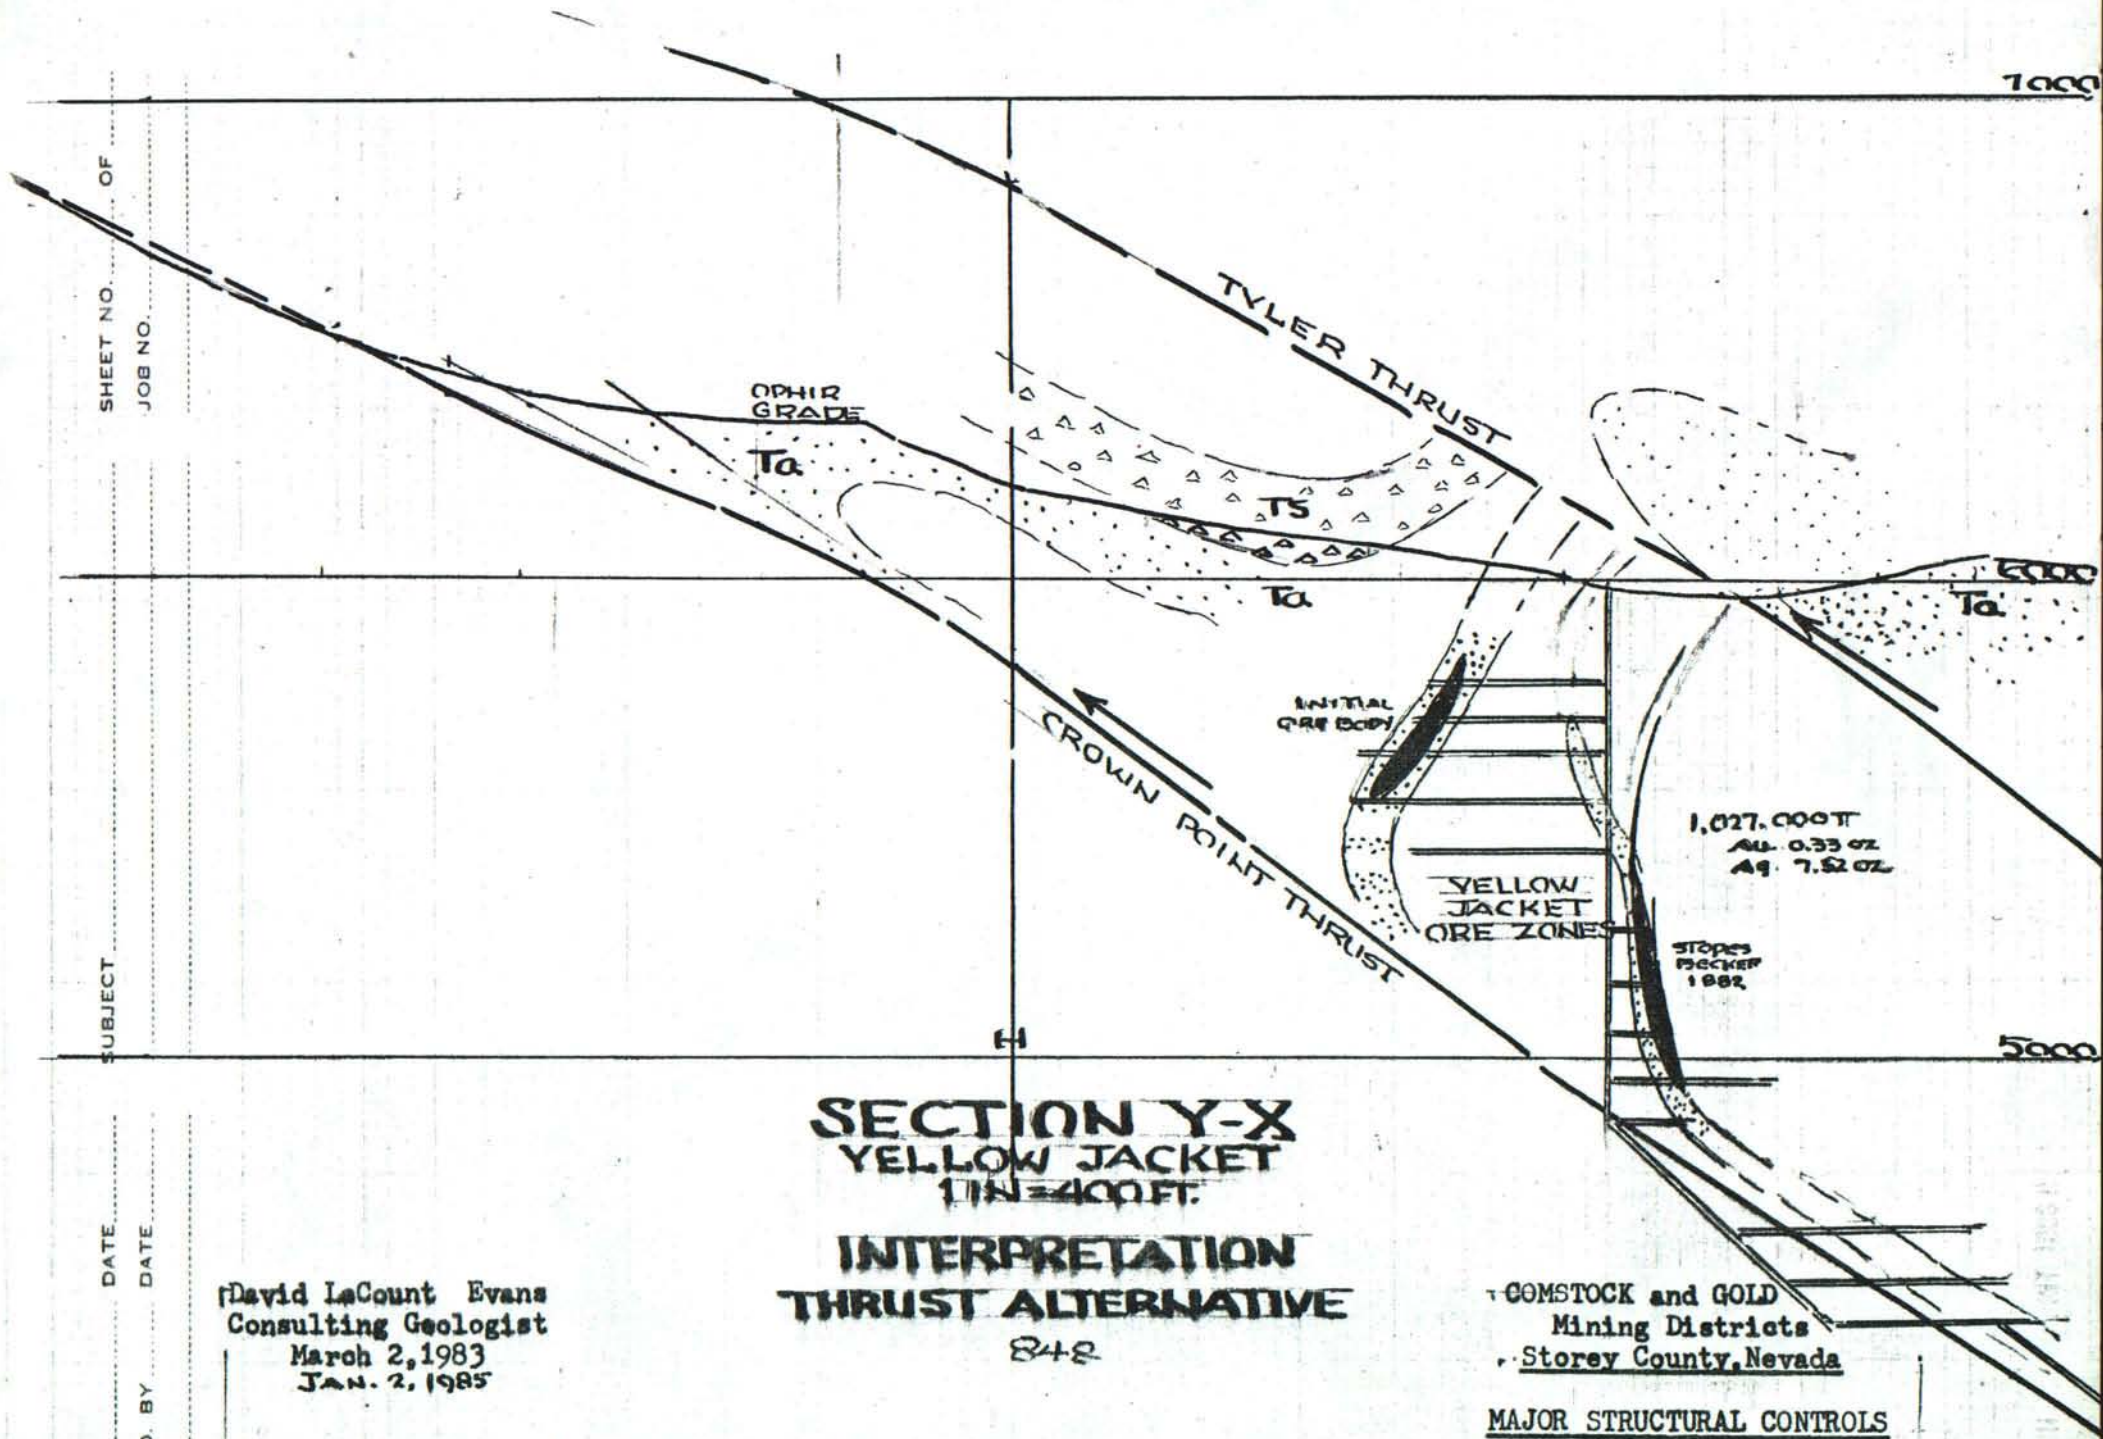 7000
SHEET NO. OF
JOB NO.
TYLER THRUST
OPHIR
GRADE
Ta
TS
6000
Ta
Ta
INITIAL
ORE BODY
CROWN POINT THRUST
1,027,000 T
Au 0.33 OZ
Ag. 7.52 OZ
YELLOW
JACKET
ORE ZONES
STOPES
BECKER
1882
SUBJECT
5000
SECTION Y-X
YELLOW JACKET
1 IN = 400 FT.
INTERPRETATION
THRUST ALTERNATIVE
848
DATE
DATE
BY
David LaCount Evans
Consulting Geologist
March 2, 1983
JAN. 2, 1985
COMSTOCK and GOLD
Mining Districts
Storey County, Nevada
MAJOR STRUCTURAL CONTROLS